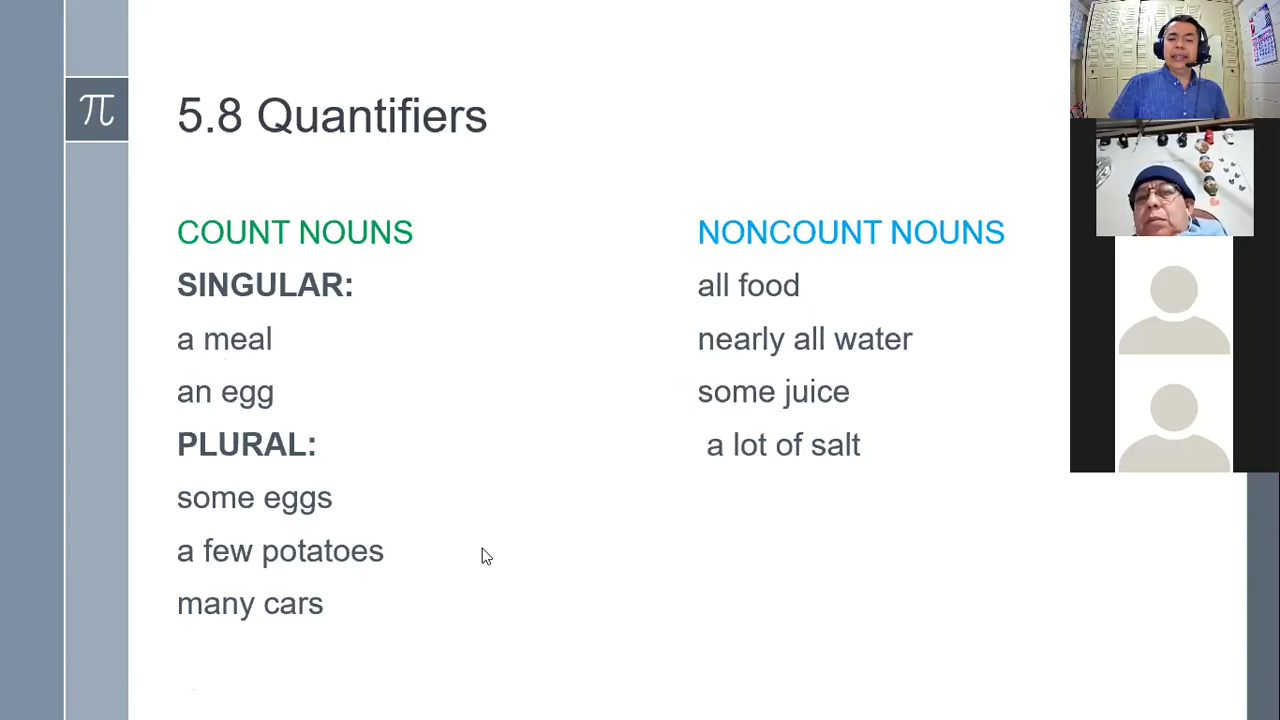 π
5.8 Quantifiers
COUNT NOUNS
SINGULAR:
a meal
an egg
PLURAL:
some eggs
a few potatoes
many cars
NONCOUNT NOUNS
all food
nearly all water
some juice
a lot of salt